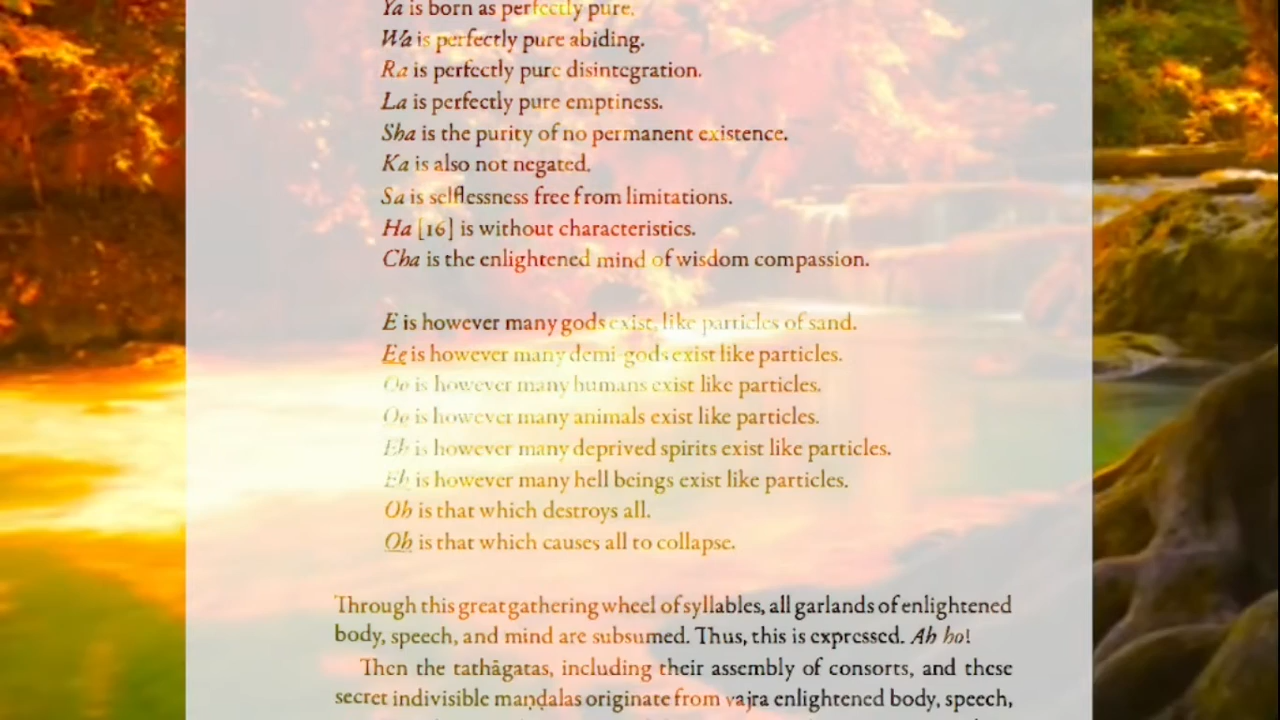 Ya is born as perfectly pure.
Wa is perfectly pure abiding.
Ra is perfectly pure disintegration.
La is perfectly pure emptiness.
Sha is the purity of no permanent existence.
Ka is also not negated.
Sa is selflessness free from limitations.
Ha [16] is without characteristics.
Cha is the enlightened mind of wisdom compassion.
E is however many gods exist, like particles of sand.
Ee is however many demi-gods exist like particles.
Oo is however many humans exist like particles.
Oo is however many animals exist like particles.
Eh is however many deprived spirits exist like particles.
Eh is however many hell beings exist like particles.
Oh is that which destroys all.
Oh is that which causes all to collapse.
Through this great gathering wheel of syllables, all garlands of enlightened
body, speech, and mind are subsumed. Thus, this is expressed. Ah ho!
Then the tathāgatas, including their assembly of consorts, and these
secret indivisible maṇḍalas originate from vajra enlightened body, speech,